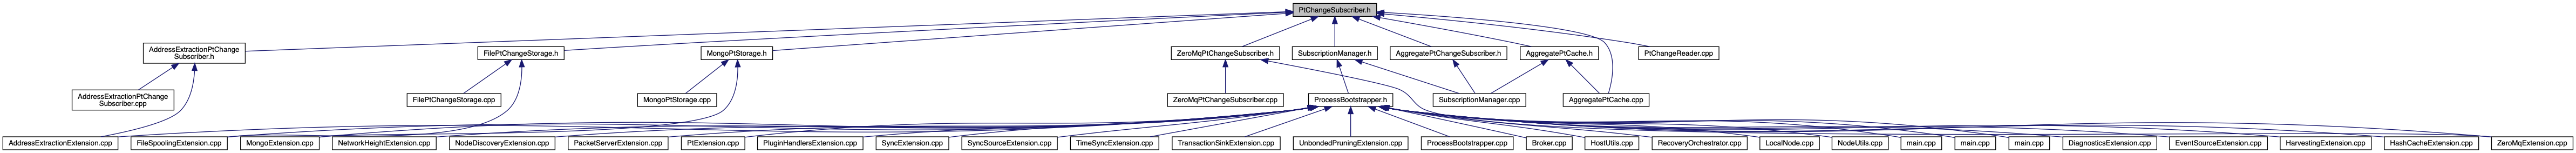 PtChangeSubscriber.h
AddressExtractionPtChange
Subscriber.h
FilePtChangeStorage.h
MongoPtStorage.h
ZeroMqPtChangeSubscriber.h
SubscriptionManager.h
AggregatePtChangeSubscriber.h
AggregatePtCache.h
PtChangeReader.cpp
AddressExtractionPtChange
Subscriber.cpp
FilePtChangeStorage.cpp
MongoPtStorage.cpp
ZeroMqPtChangeSubscriber.cpp
ProcessBootstrapper.h
SubscriptionManager.cpp
AggregatePtCache.cpp
AddressExtractionExtension.cpp
FileSpoolingExtension.cpp
MongoExtension.cpp
NetworkHeightExtension.cpp
NodeDiscoveryExtension.cpp
PacketServerExtension.cpp
PtExtension.cpp
PluginHandlersExtension.cpp
SyncExtension.cpp
SyncSourceExtension.cpp
TimeSyncExtension.cpp
TransactionSinkExtension.cpp
UnbondedPruningExtension.cpp
ProcessBootstrapper.cpp
Broker.cpp
HostUtils.cpp
RecoveryOrchestrator.cpp
LocalNode.cpp
NodeUtils.cpp
main.cpp
main.cpp
main.cpp
DiagnosticsExtension.cpp
EventSourceExtension.cpp
HarvestingExtension.cpp
HashCacheExtension.cpp
ZeroMqExtension.cpp